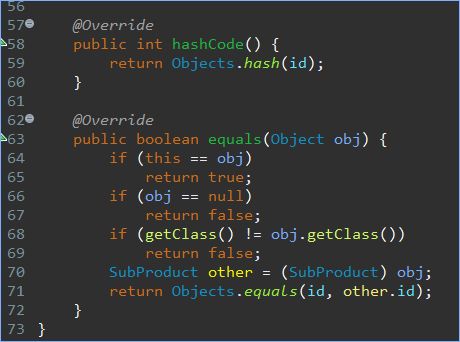 56
57 @Override
58 public int hashCode() {
59 return Objects.hash(id);
60 }
61
62 @Override
63 public boolean equals(Object obj) {
64 if (this == obj)
65 return true;
66 if (obj == null)
67 return false;
68 if (getClass() != obj.getClass())
69 return false;
70 SubProduct other = (SubProduct) obj;
71 return Objects.equals(id, other.id);
72 }
73 }